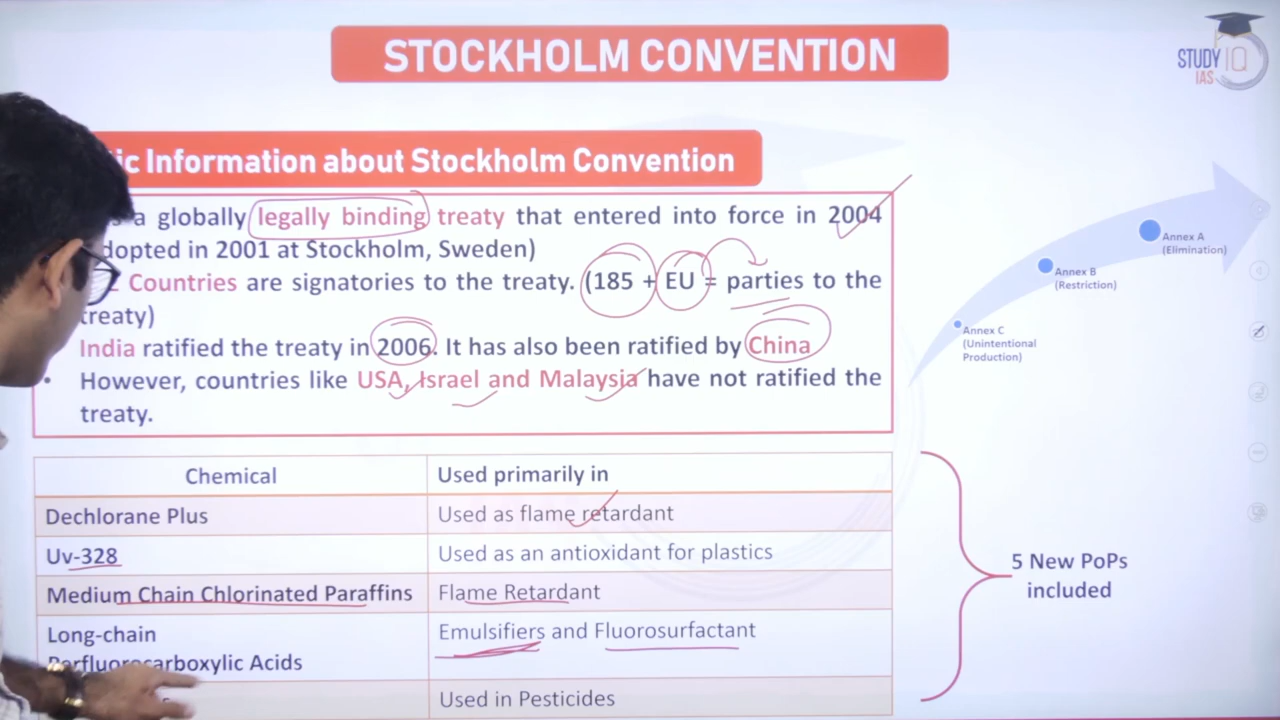 STOCKHOLM CONVENTION
STUDY IQ
IAS
Information about Stockholm Convention
a globally legally binding treaty that entered into force in 2004
in 2001 at Stockholm, Sweden)
Countries are signatories to the treaty. (185 + EU = parties to the
treaty)
India ratified the treaty in 2006. It has also been ratified by China
• However, countries like USA, Israel and Malaysia have not ratified the
treaty.
Annex A
(Elimination)
Annex B
(Restriction)
Annex C
(Unintentional
Production)
Chemical Used primarily in
Dechlorane Plus Used as flame retardant
Uv-328 Used as an antioxidant for plastics
Medium Chain Chlorinated Paraffins Flame Retardant
Long-chain Emulsifiers and Fluorosurfactant
Perfluorocarboxylic Acids
Used in Pesticides
5 New PoPs
included